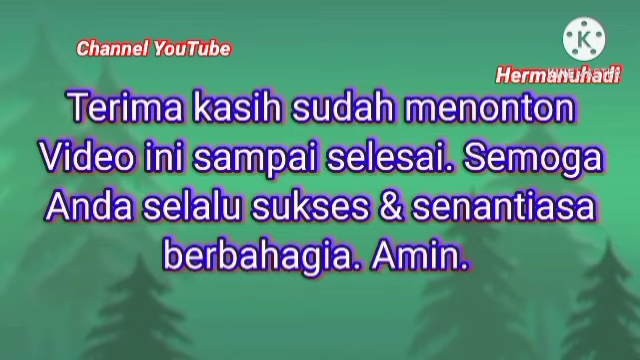 Channel YouTube
Hermanuhadi
Terima kasih sudah menonton
Video ini sampai selesai. Semoga
Anda selalu sukses & senantiasa
berbahagia. Amin.
K